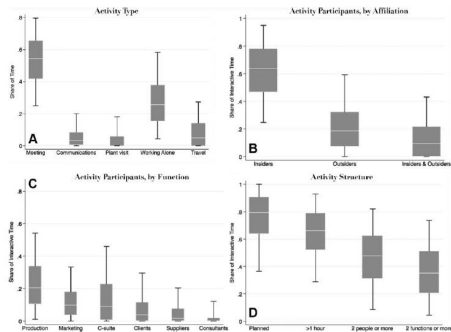 Activity Type
.8
.6
.4
.2
0
Share of Time
A
Meeting Communications Plant visit Working Alone Travel
Activity Participants, by Affiliation
1
.8
.6
.4
.2
0
Share of Interactive Time
B
Insiders Outsiders Insiders & Outsiders
Activity Participants, by Function
.8
.6
.4
.2
0
Share of Interactive Time
C
Production Marketing C-suite Clients Suppliers Consultants
Activity Structure
1
.8
.6
.4
.2
0
Share of Interactive Time
D
Planned >1 hour 2 people or more 2 functions or more